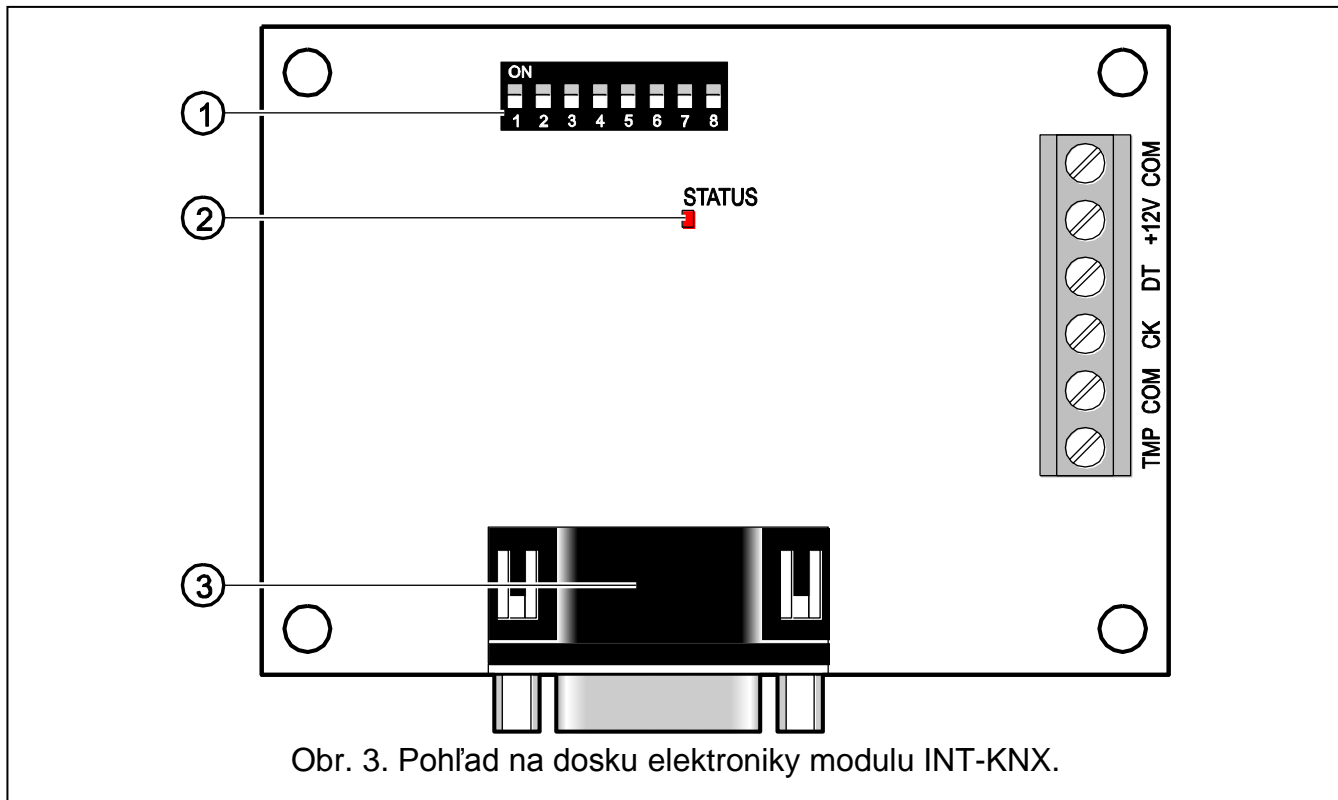 ON
1 2 3 4 5 6 7 8
1
STATUS
2
COM
+12V
DT
CK
COM
TMP
3
Obr. 3. Pohľad na dosku elektroniky modulu INT-KNX.